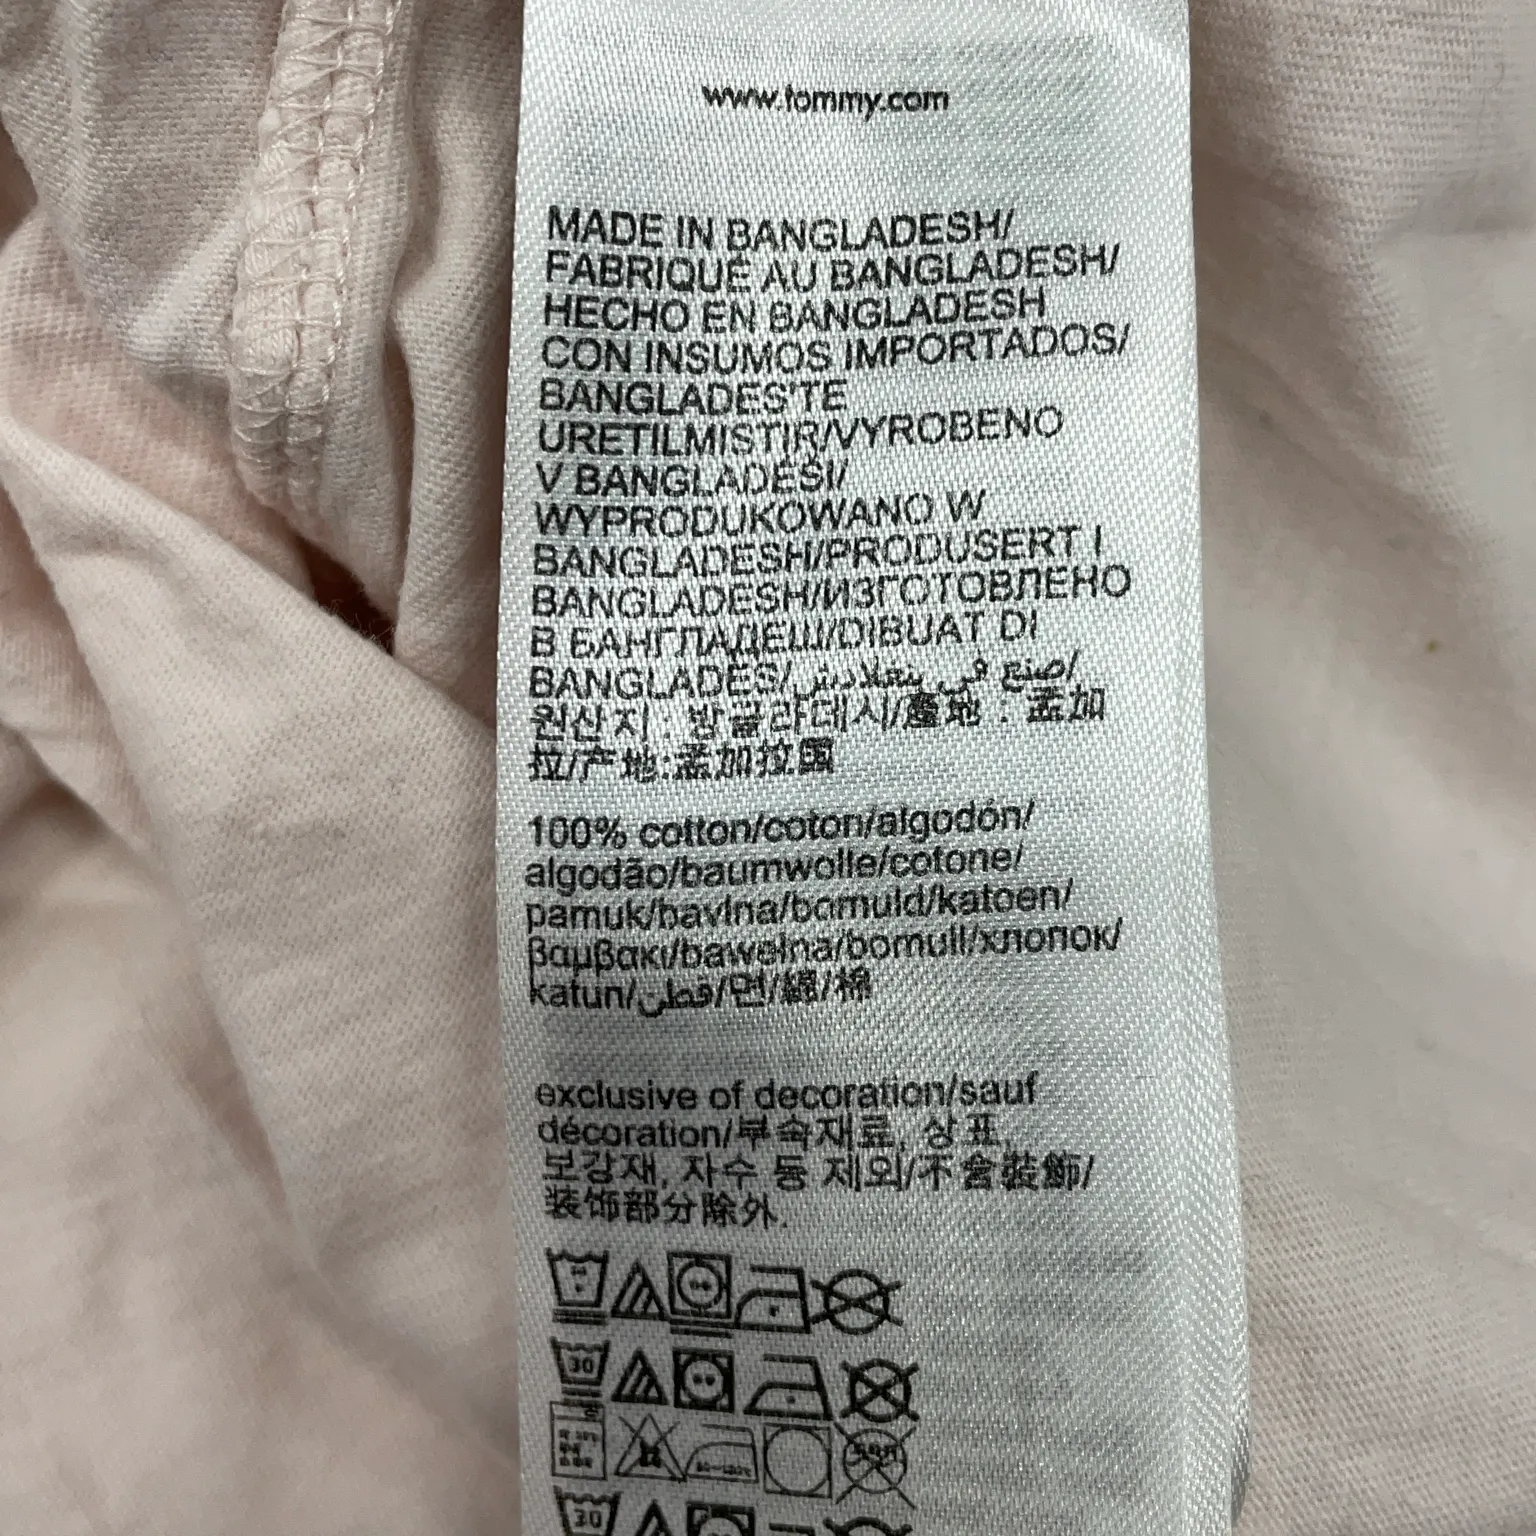 www.tommy.com
MADE IN BANGLADESH/
FABRIQUÉ AU BANGLADESH/
HECHO EN BANGLADESH
CON INSUMOS IMPORTADOS/
BANGLADES'TE
URETILMISTIR/VYROBENO
V BANGLADÉSI/
WYPRODUKOWANO W
BANGLADESH/PRODUSERT I
BANGLADESH/ИЗГОТОВЛЕНО
В БАНГЛАДЕШ/DIBUAT DI
BANGLADES/صنع في بنغلاديش/
원산지 : 방글라데시/產地 : 孟加
拉/产地:孟加拉国
100% cotton/coton/algodón/
algodão/baumwolle/cotone/
pamuk/bavlna/bomuld/katoen/
βαμβακι/bawełna/bomull/хлопок/
katun/قطن/면/綿/棉
exclusive of decoration/sauf
décoration/부속재료, 상표,
보강재, 자수 등 제외/不含裝飾/
装饰部分除外.
30
30